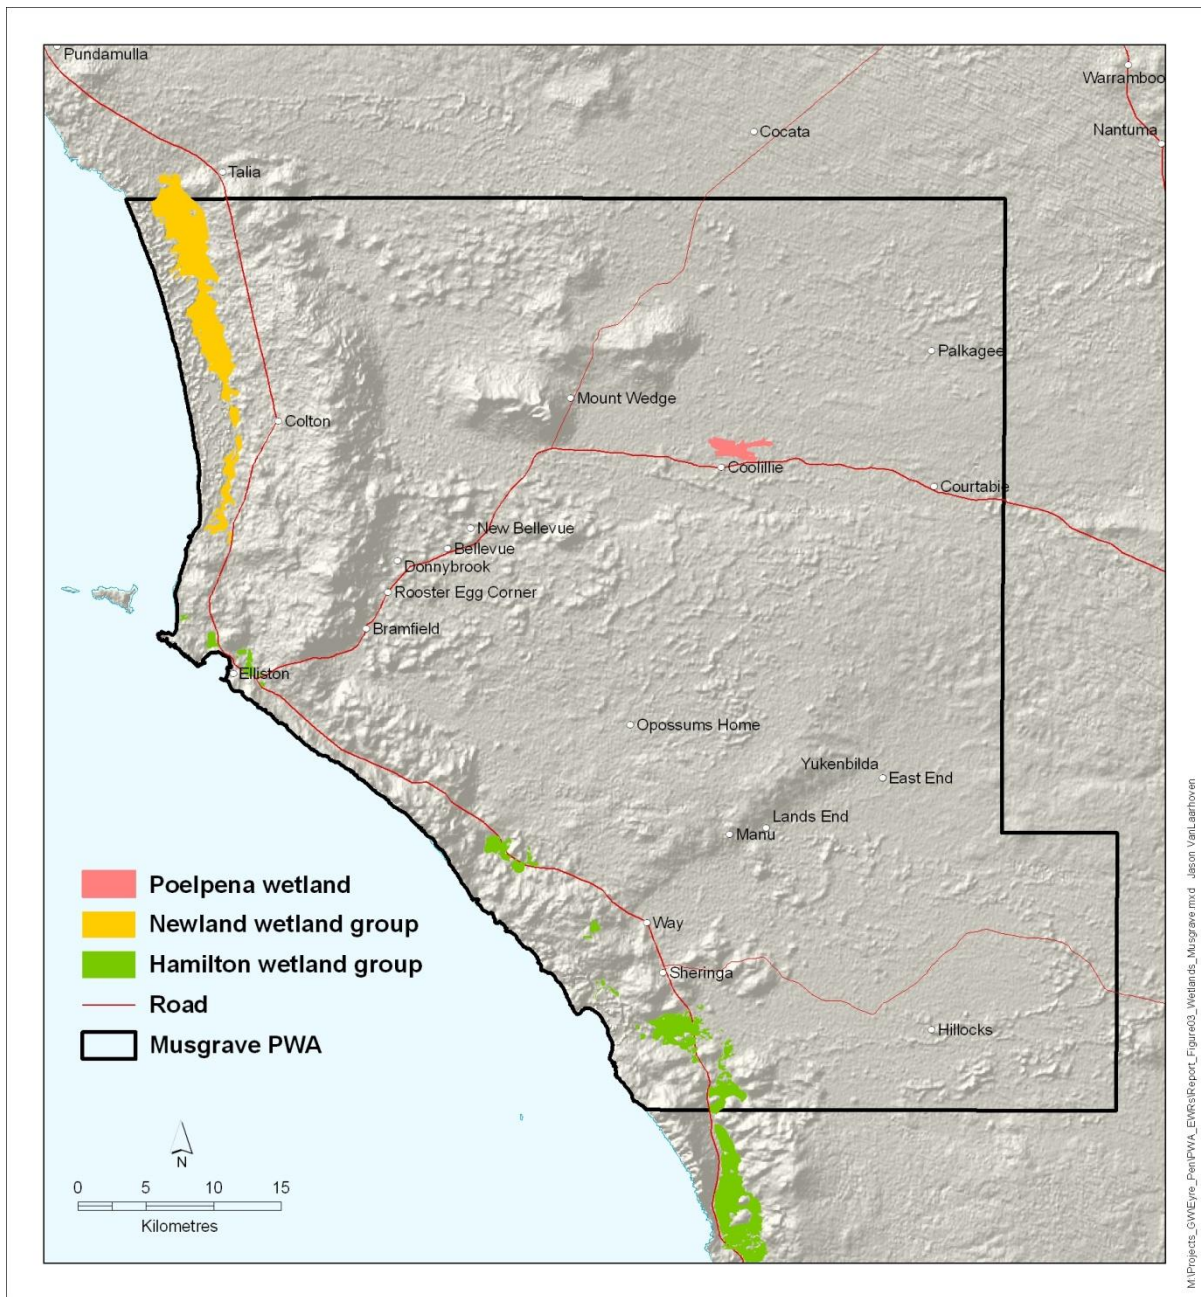 Pundamulla
Warramboo
Cocata
Nantuma
Talia
Palkagee
Mount Wedge
Colton
Coolillie
Courtabie
New Bellevue
Bellevue
Donnybrook
Rooster Egg Corner
Bramfield
Elliston
Opossums Home
Yukenbilda
East End
Lands End
Manu
Way
Sheringa
Hillocks
Poelpena wetland
Newland wetland group
Hamilton wetland group
Road
Musgrave PWA
N
0 5 10 15
Kilometres
M:\Projects_GW\Eyre_Pen\PWA_EWRs\Report_Figure03_Wetlands_Musgrave.mxd Jason VanLaarhoven